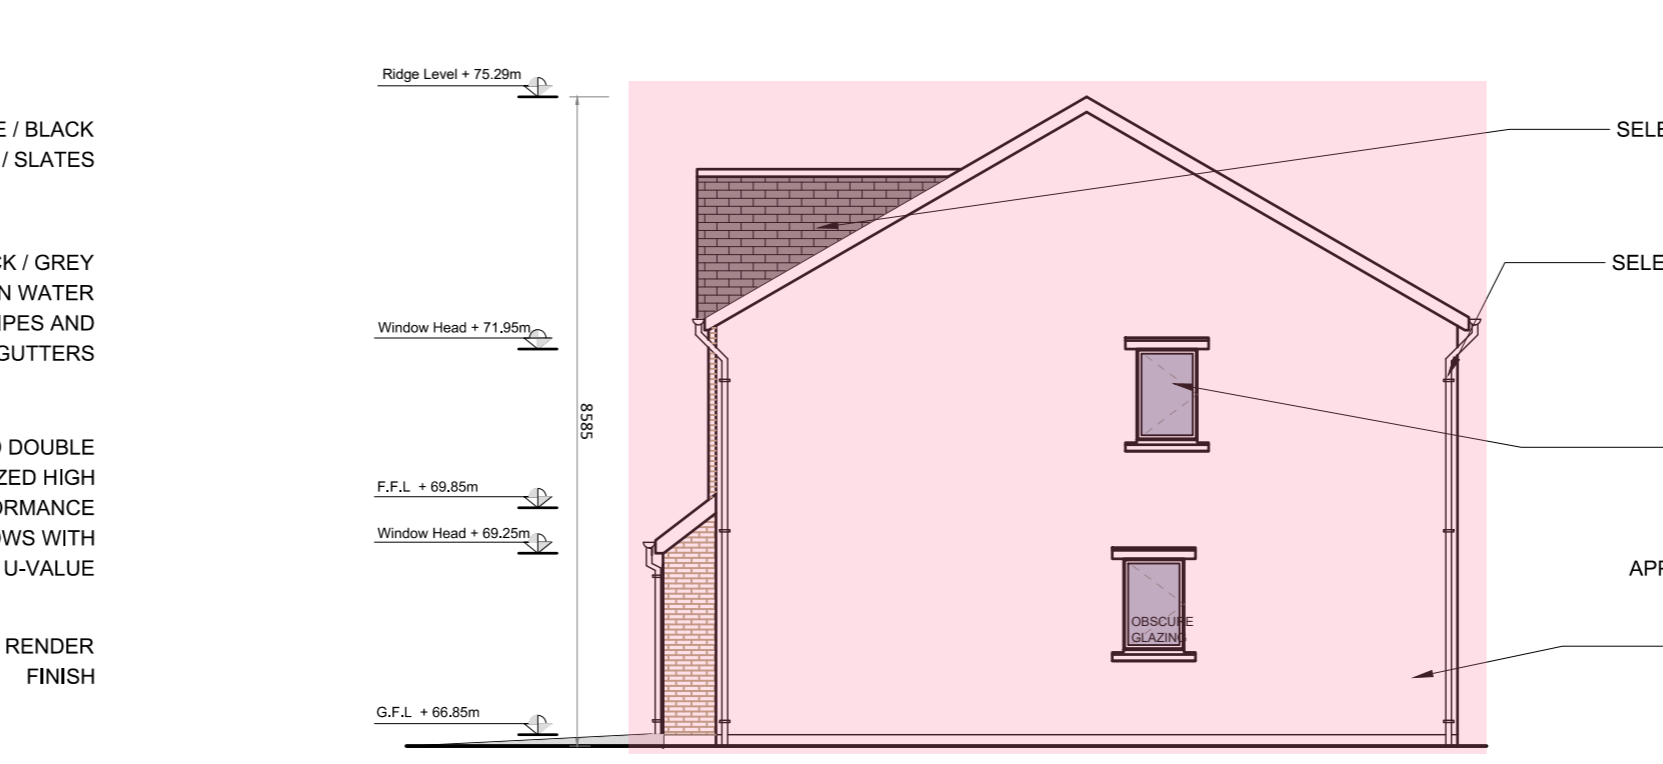 E / BLACK
/ SLATES
CK / GREY
N WATER
IPES AND
GUTTERS
D DOUBLE
ZED HIGH
ORMANCE
OWS WITH
U-VALUE
RENDER
FINISH
Ridge Level + 75.29m
Window Head + 71.95m
8585
F.F.L + 69.85m
Window Head + 69.25m
G.F.L + 66.85m
OBSCURE
GLAZING
SELE
SELE
APP